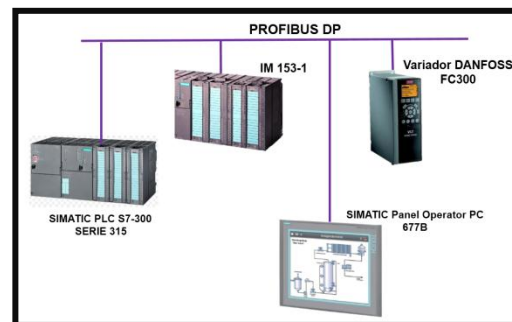 PROFIBUS DP
IM 153-1
Variador DANFOSS
FC300
SIMATIC PLC S7-300
SERIE 315
SIMATIC Panel Operator PC
677B